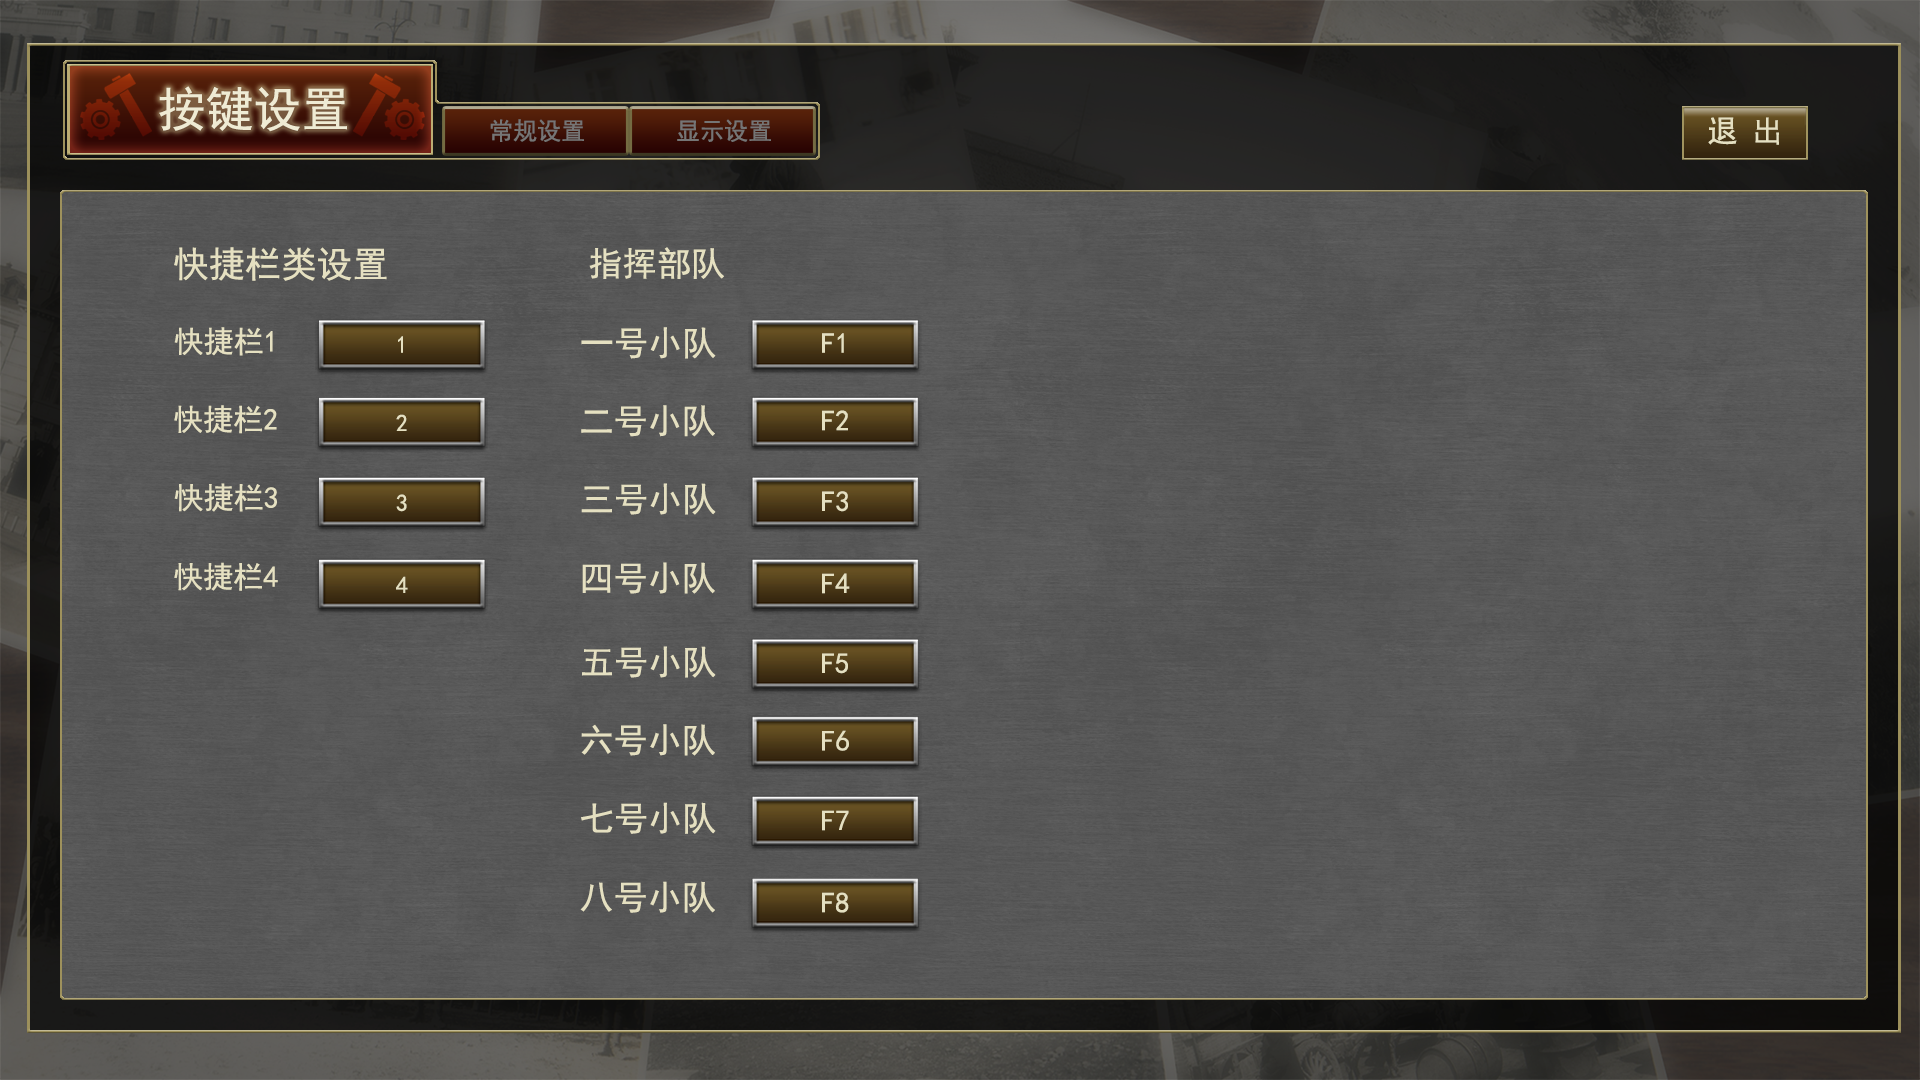 按键设置
常规设置
显示设置
退 出
快捷栏类设置
指挥部队
快捷栏1
1
一号小队
F1
快捷栏2
2
二号小队
F2
快捷栏3
3
三号小队
F3
快捷栏4
4
四号小队
F4
五号小队
F5
六号小队
F6
七号小队
F7
八号小队
F8